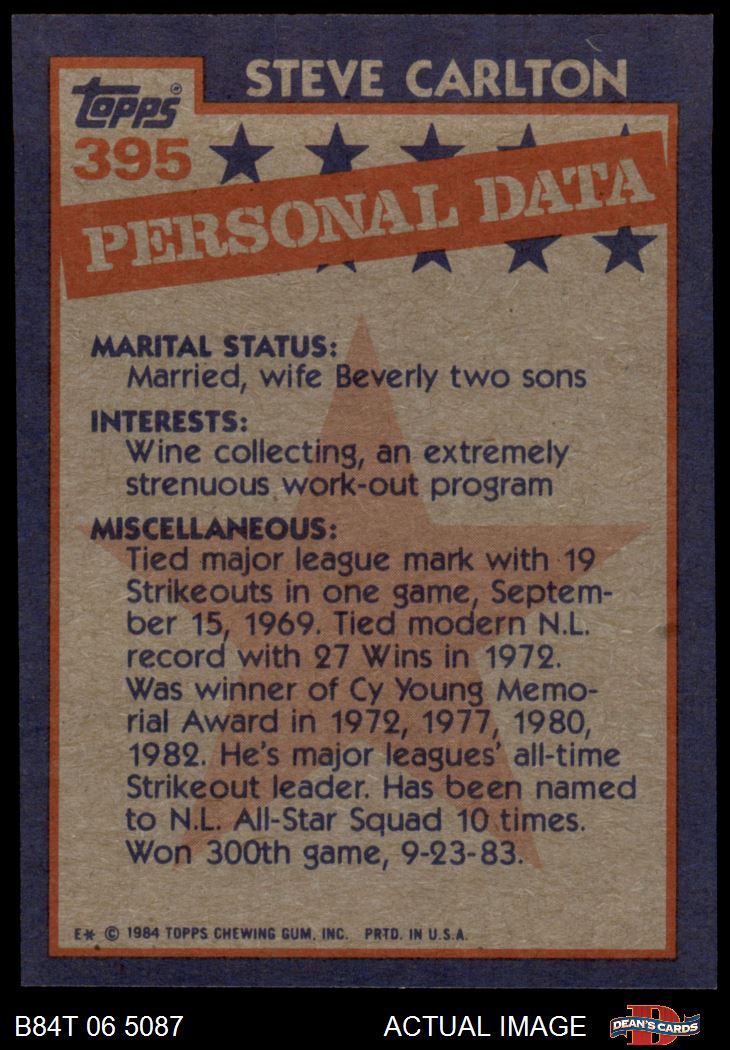 STEVE CARLTON
TOPPS®
395
PERSONAL DATA
MARITAL STATUS:
Married, wife Beverly two sons
INTERESTS:
Wine collecting, an extremely
strenuous work-out program
MISCELLANEOUS:
Tied major league mark with 19
Strikeouts in one game, Septem-
ber 15, 1969. Tied modern N.L.
record with 27 Wins in 1972.
Was winner of Cy Young Memo-
rial Award in 1972, 1977, 1980,
1982. He's major leagues' all-time
Strikeout leader. Has been named
to N.L. All-Star Squad 10 times.
Won 300th game, 9-23-83.
E* © 1984 TOPPS CHEWING GUM, INC. PRTD. IN U.S.A.
B84T 06 5087
ACTUAL IMAGE
D
DEAN'S CARDS